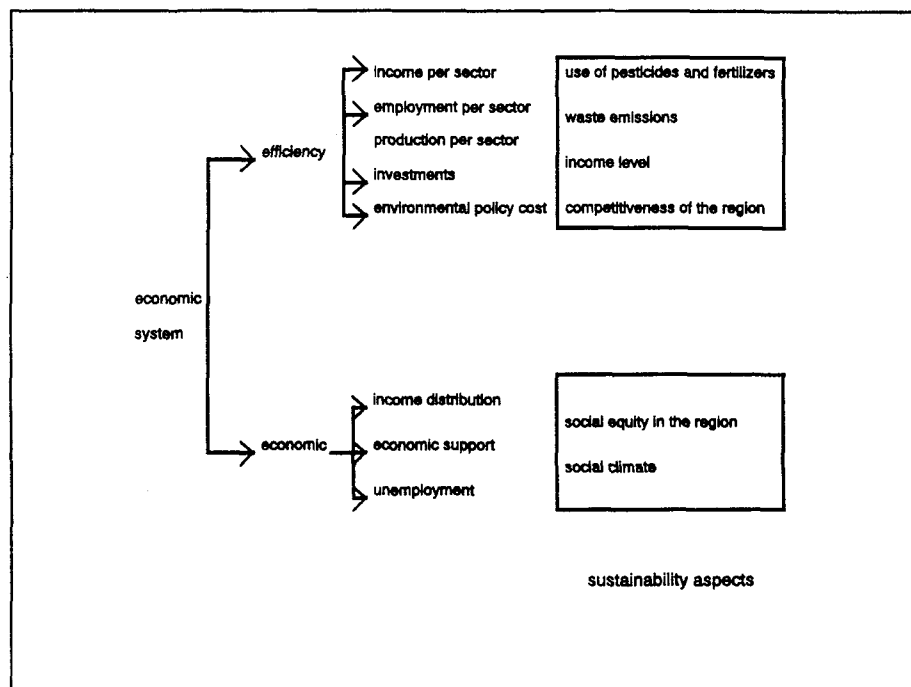 income per sector
employment per sector
production per sector
investments
environmental policy cost
efficiency
use of pesticides and fertilizers
waste emissions
income level
competitiveness of the region
economic
system
income distribution
economic support
unemployment
economic
social equity in the region
social climate
sustainability aspects